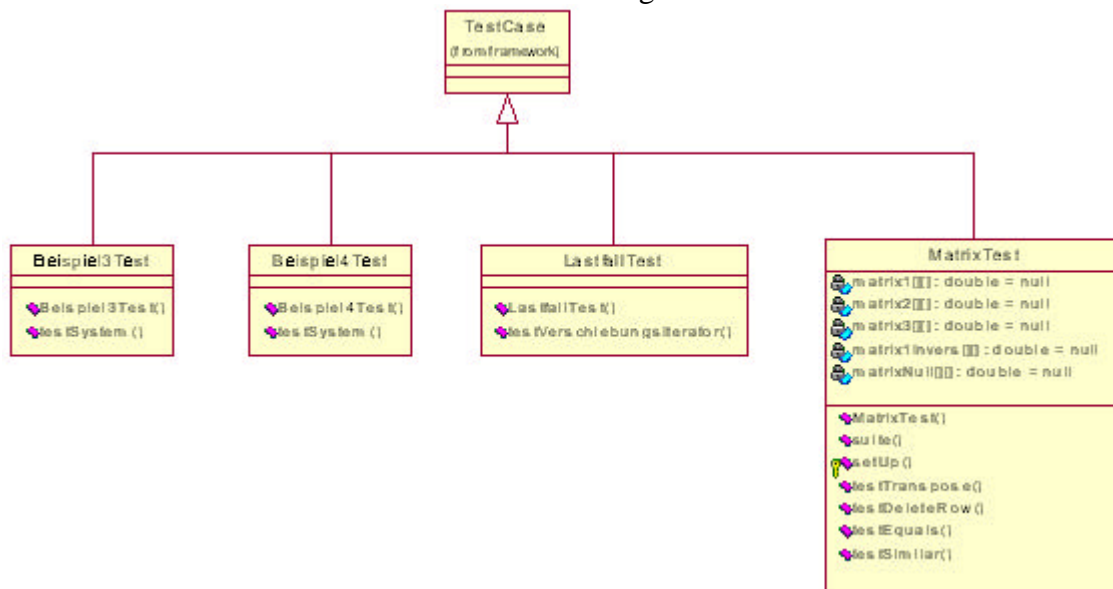 TestCase
(from framework)
Beispiel3Test
Beispiel3Test()
testSystem()
Beispiel4Test
Beispiel4Test()
testSystem()
LastfallTest
LastfallTest()
testVerschiebungsIterator()
MatrixTest
matrix1[][] : double = null
matrix2[][] : double = null
matrix3[][] : double = null
matrix1Invers[][] : double = null
matrixNull[][] : double = null
MatrixTest()
suite()
setUp()
testTranspose()
testDeleteRow()
testEquals()
testSimilar()